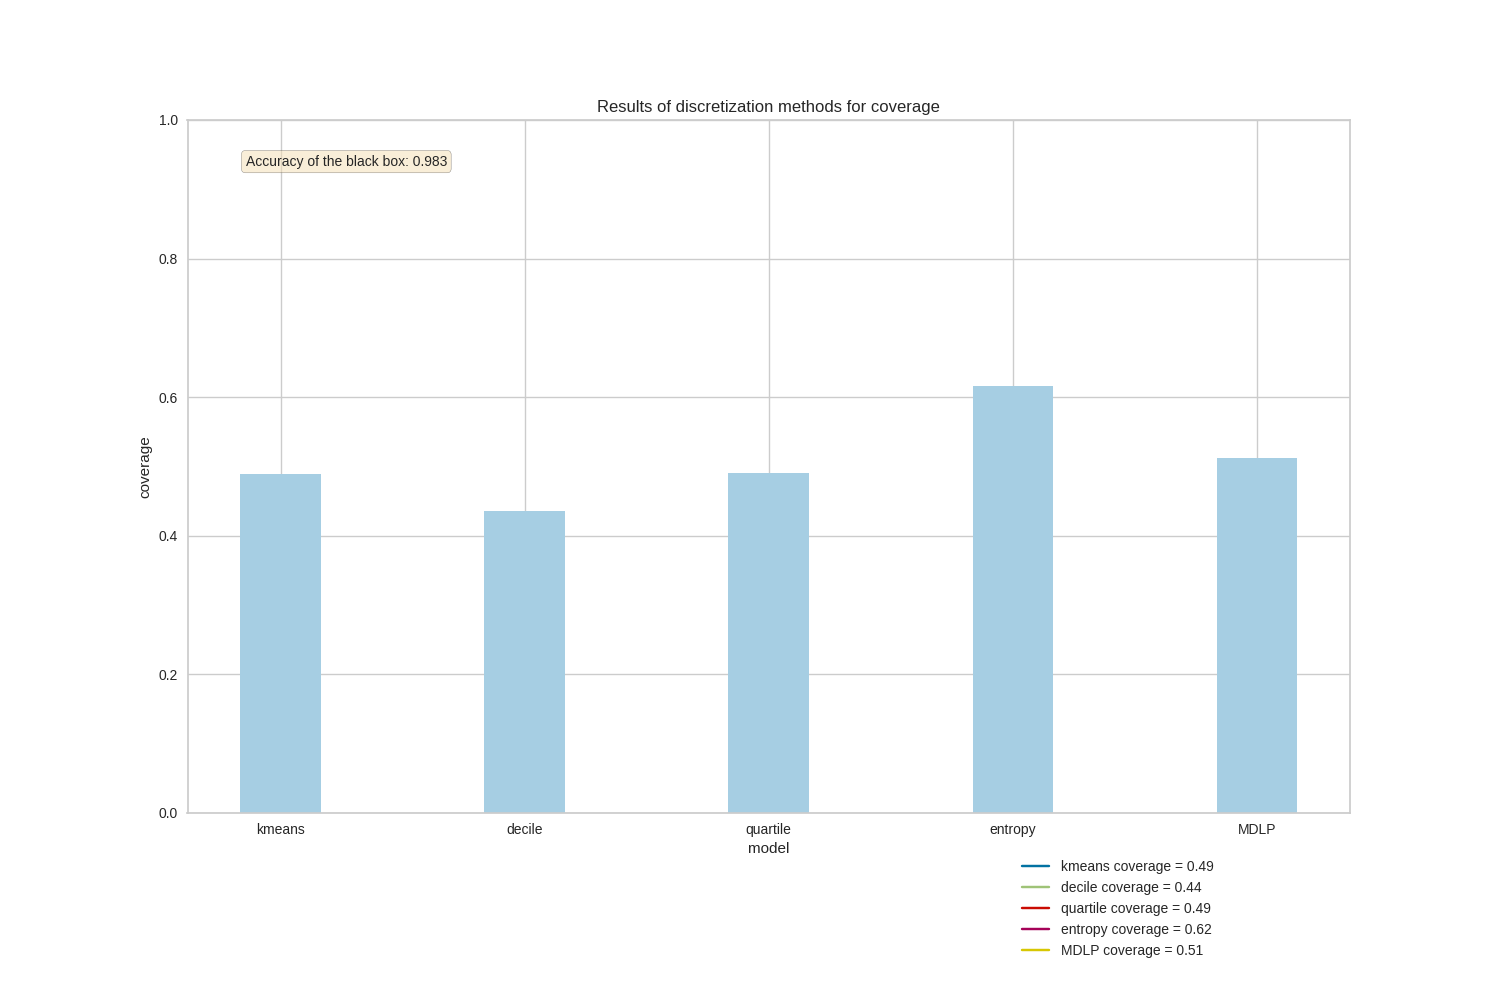 Results of discretization methods for coverage
1.0
Accuracy of the black box: 0.983
0.8
0.6
coverage
0.4
0.2
0.0
kmeans decile quartile entropy MDLP
model
kmeans coverage = 0.49
decile coverage = 0.44
quartile coverage = 0.49
entropy coverage = 0.62
MDLP coverage = 0.51